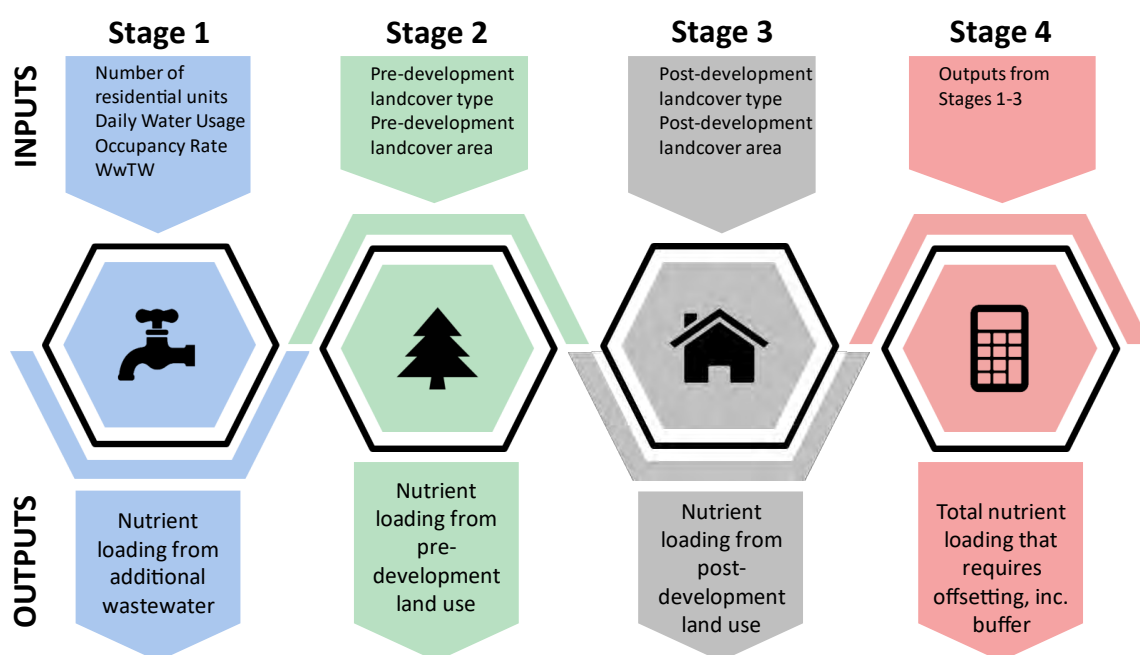 Stage 1
Stage 2
Stage 3
Stage 4
INPUTS
Number of
residential units
Daily Water Usage
Occupancy Rate
WwTW
Pre-development
landcover type
Pre-development
landcover area
Post-development
landcover type
Post-development
landcover area
Outputs from
Stages 1-3
OUTPUTS
Nutrient
loading from
additional
wastewater
Nutrient
loading from
pre-
development
land use
Nutrient
loading from
post-
development
land use
Total nutrient
loading that
requires
offsetting, inc.
buffer